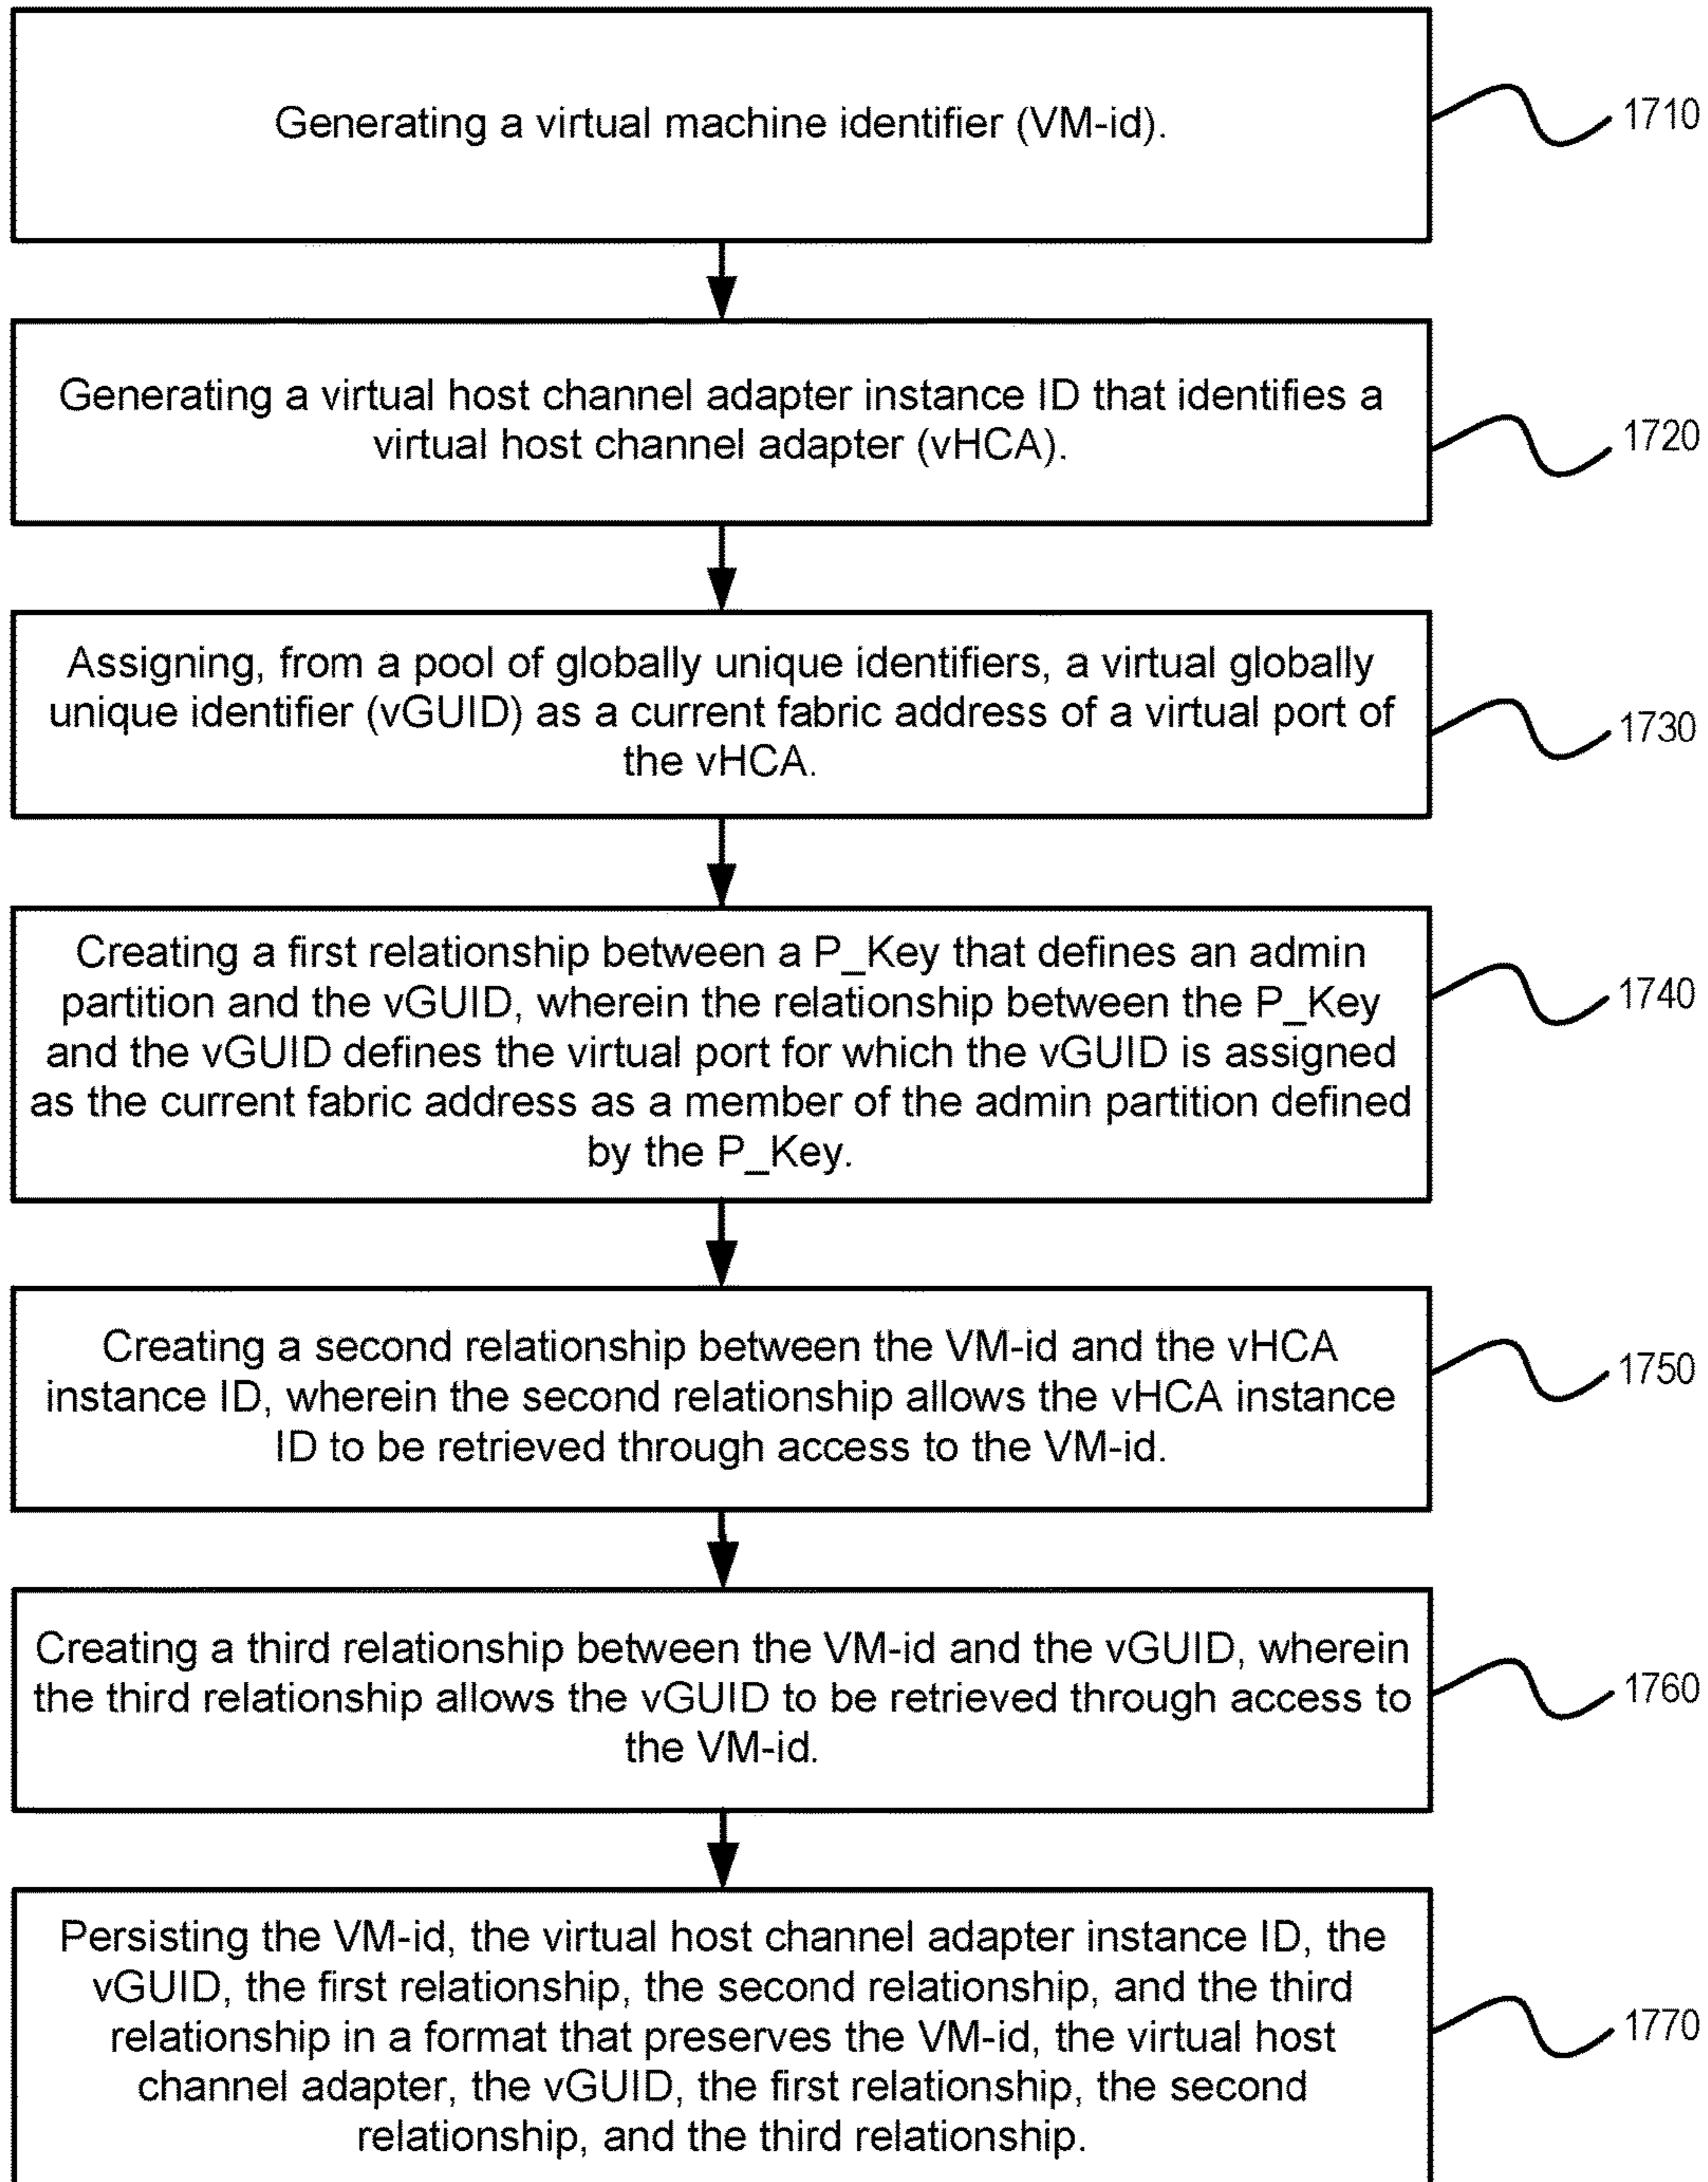 Generating a virtual machine identifier (VM-id).
1710
Generating a virtual host channel adapter instance ID that identifies a
virtual host channel adapter (vHCA).
1720
Assigning, from a pool of globally unique identifiers, a virtual globally
unique identifier (vGUID) as a current fabric address of a virtual port of
the vHCA.
1730
Creating a first relationship between a P_Key that defines an admin
partition and the vGUID, wherein the relationship between the P_Key
and the vGUID defines the virtual port for which the vGUID is assigned
as the current fabric address as a member of the admin partition defined
by the P_Key.
1740
Creating a second relationship between the VM-id and the vHCA
instance ID, wherein the second relationship allows the vHCA instance
ID to be retrieved through access to the VM-id.
1750
Creating a third relationship between the VM-id and the vGUID, wherein
the third relationship allows the vGUID to be retrieved through access to
the VM-id.
1760
Persisting the VM-id, the virtual host channel adapter instance ID, the
vGUID, the first relationship, the second relationship, and the third
relationship in a format that preserves the VM-id, the virtual host
channel adapter, the vGUID, the first relationship, the second
relationship, and the third relationship.
1770